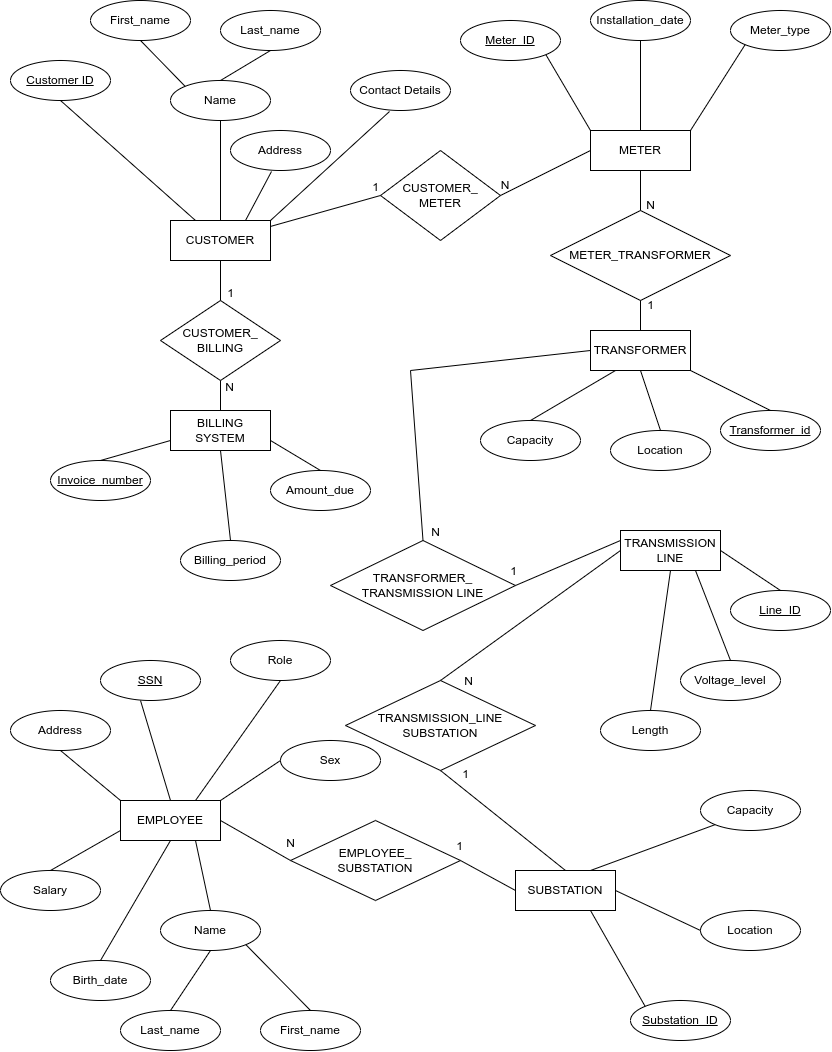 First_name
Last_name
Customer ID
Name
Contact Details
Address
Meter_ID
Installation_date
Meter_type
METER
1
CUSTOMER_
METER
N
N
CUSTOMER
METER_TRANSFORMER
1
1
CUSTOMER_
BILLING
N
TRANSFORMER
BILLING
SYSTEM
Capacity
Location
Transformer_id
Invoice_number
Amount_due
Billing_period
N
1
TRANSFORMER_
TRANSMISSION LINE
TRANSMISSION
LINE
Line_ID
Voltage_level
Length
N
TRANSMISSION_LINE
SUBSTATION
1
SSN
Role
Address
Sex
EMPLOYEE
N
EMPLOYEE_
SUBSTATION
1
SUBSTATION
Capacity
Location
Substation_ID
Salary
Name
Birth_date
Last_name
First_name